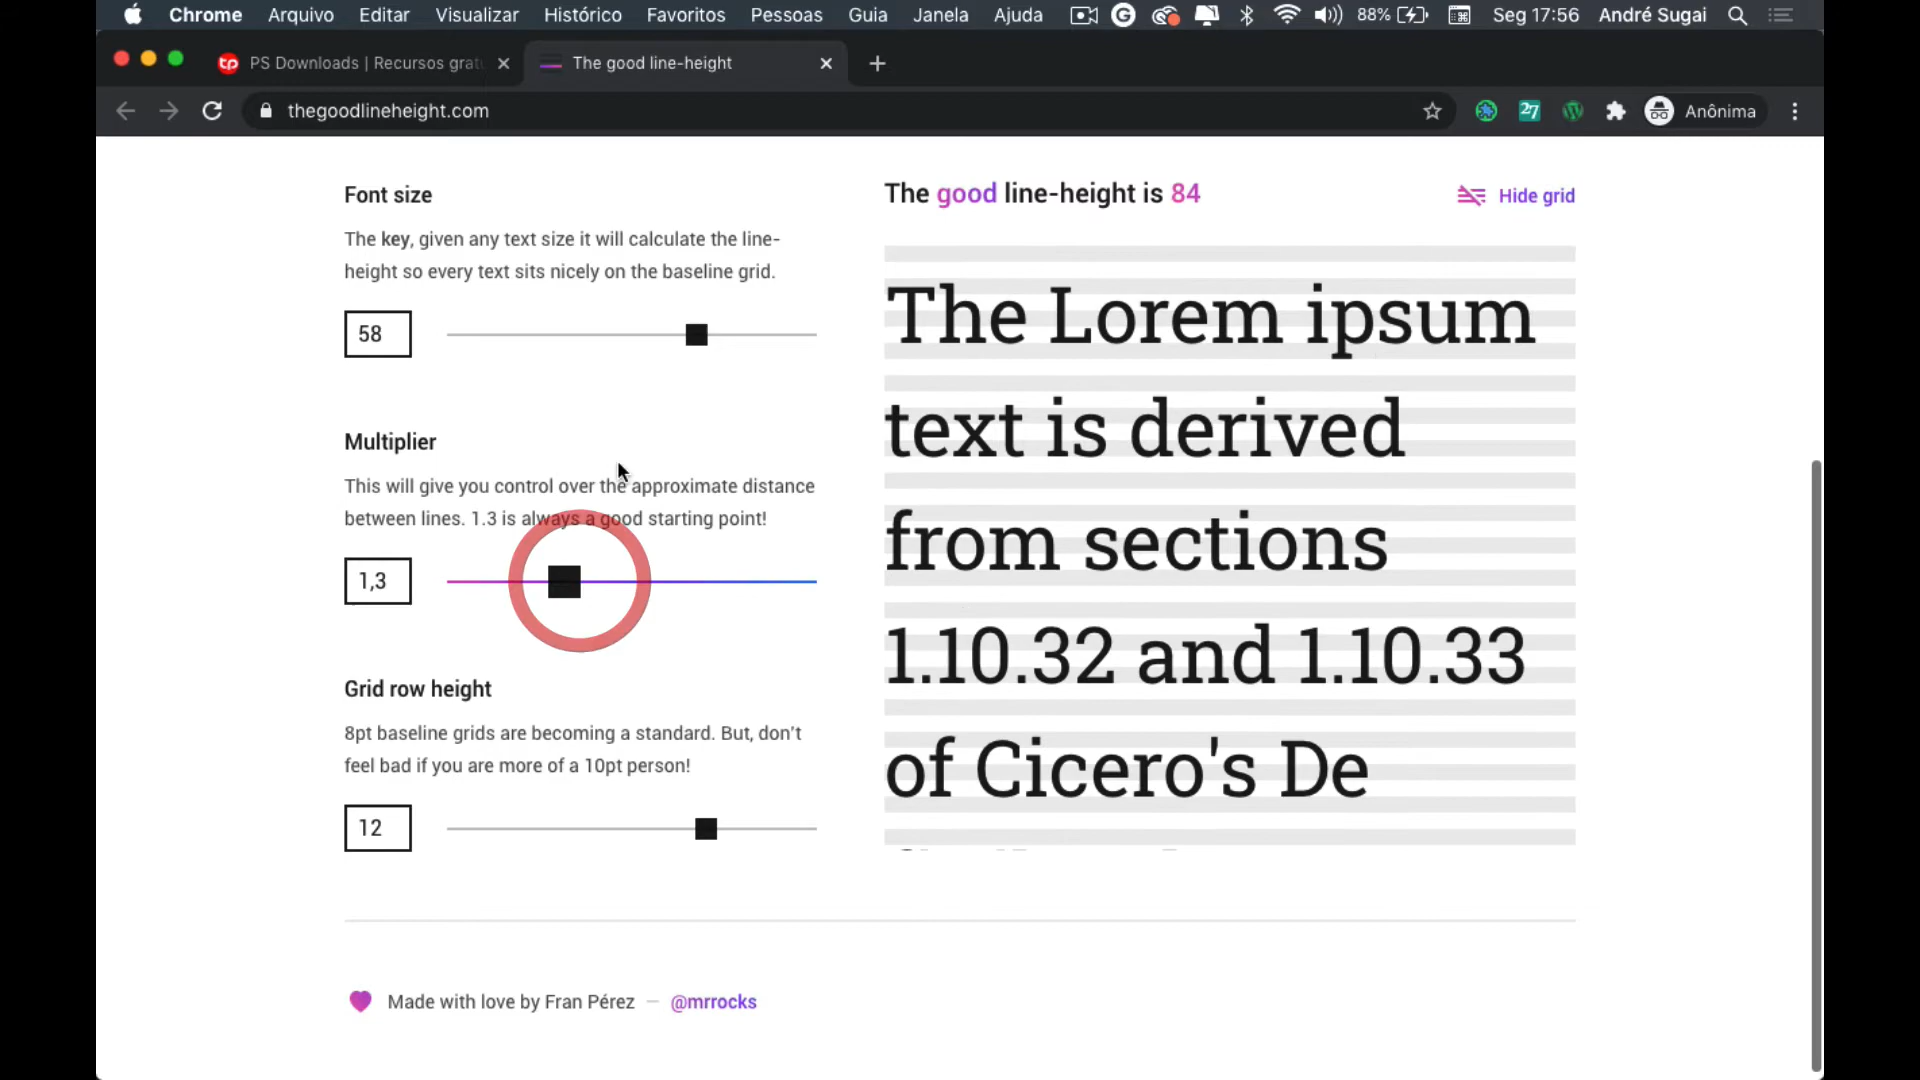 Chrome Arquivo Editar Visualizar Histórico Favoritos Pessoas Guia Janela Ajuda 88% Seg 17:56 André Sugai
PS Downloads | Recursos grat
The good line-height
thegoodlineheight.com
27
Anônima
Font size
The key, given any text size it will calculate the line-
height so every text sits nicely on the baseline grid.
58
Multiplier
This will give you control over the approximate distance
between lines. 1.3 is always a good starting point!
1,3
Grid row height
8pt baseline grids are becoming a standard. But, don't
feel bad if you are more of a 10pt person!
12
The good line-height is 84
Hide grid
The Lorem ipsum
text is derived
from sections
1.10.32 and 1.10.33
of Cicero's De
Made with love by Fran Pérez — @mrrocks